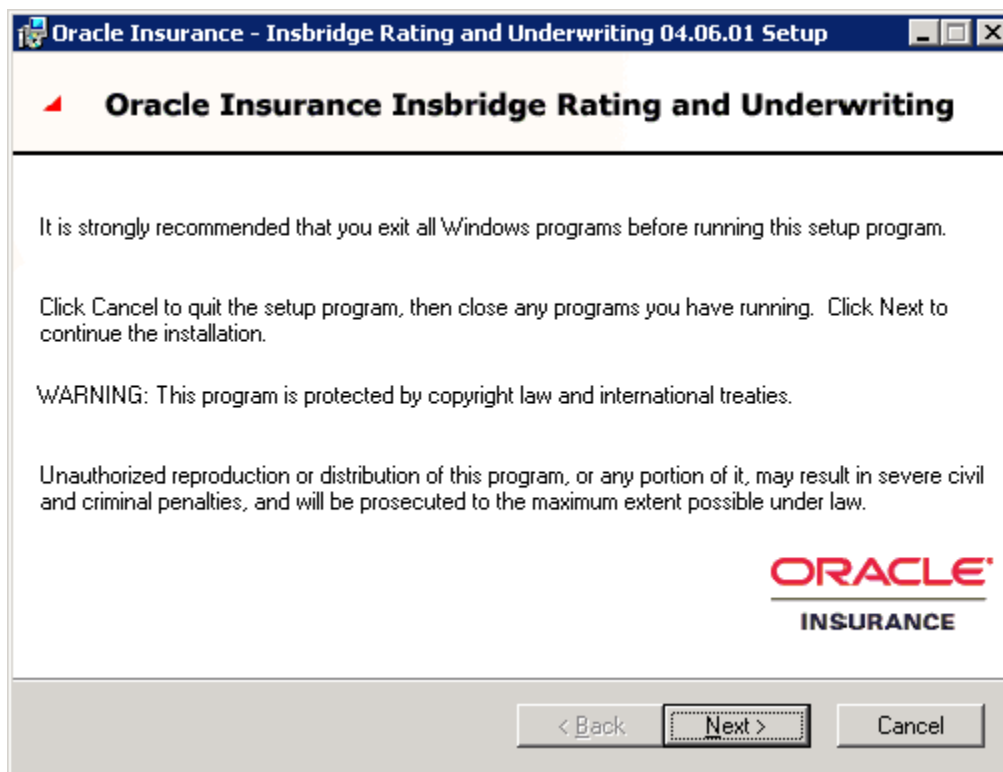 Oracle Insurance - Insbridge Rating and Underwriting 04.06.01 Setup
Oracle Insurance Insbridge Rating and Underwriting
It is strongly recommended that you exit all Windows programs before running this setup program.
Click Cancel to quit the setup program, then close any programs you have running.  Click Next to
continue the installation.
WARNING: This program is protected by copyright law and international treaties.
Unauthorized reproduction or distribution of this program, or any portion of it, may result in severe civil
and criminal penalties, and will be prosecuted to the maximum extent possible under law.
ORACLE
INSURANCE
< Back Next > Cancel